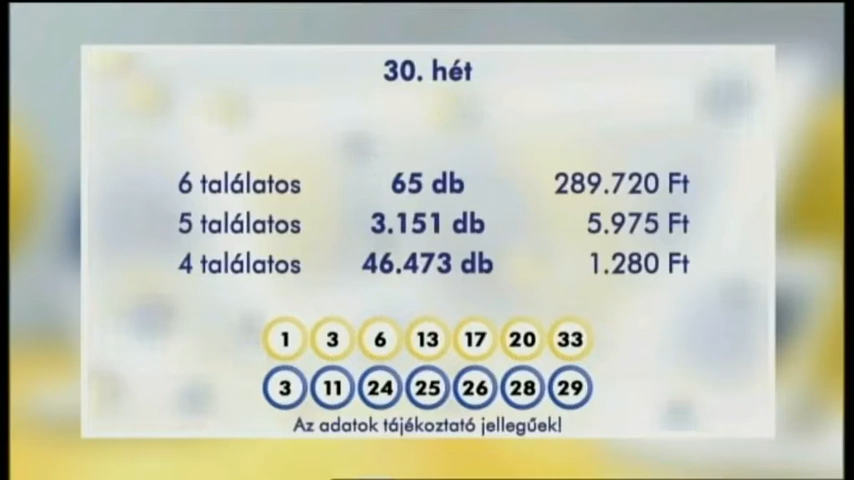 30. hét
6 találatos 65 db 289.720 Ft
5 találatos 3.151 db 5.975 Ft
4 találatos 46.473 db 1.280 Ft
1 3 6 13 17 20 33
3 11 24 25 26 28 29
Az adatok tájékoztató jellegűek!